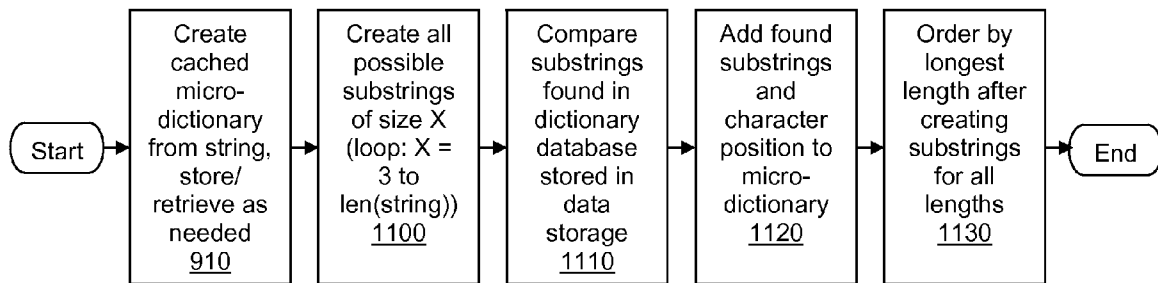 Start
Create
cached
micro-
dictionary
from string,
store/
retrieve as
needed
910
Create all
possible
substrings
of size X
(loop: X =
3 to
len(string))
1100
Compare
substrings
found in
dictionary
database
stored in
data
storage
1110
Add found
substrings
and
character
position to
micro-
dictionary
1120
Order by
longest
length after
creating
substrings
for all
lengths
1130
End